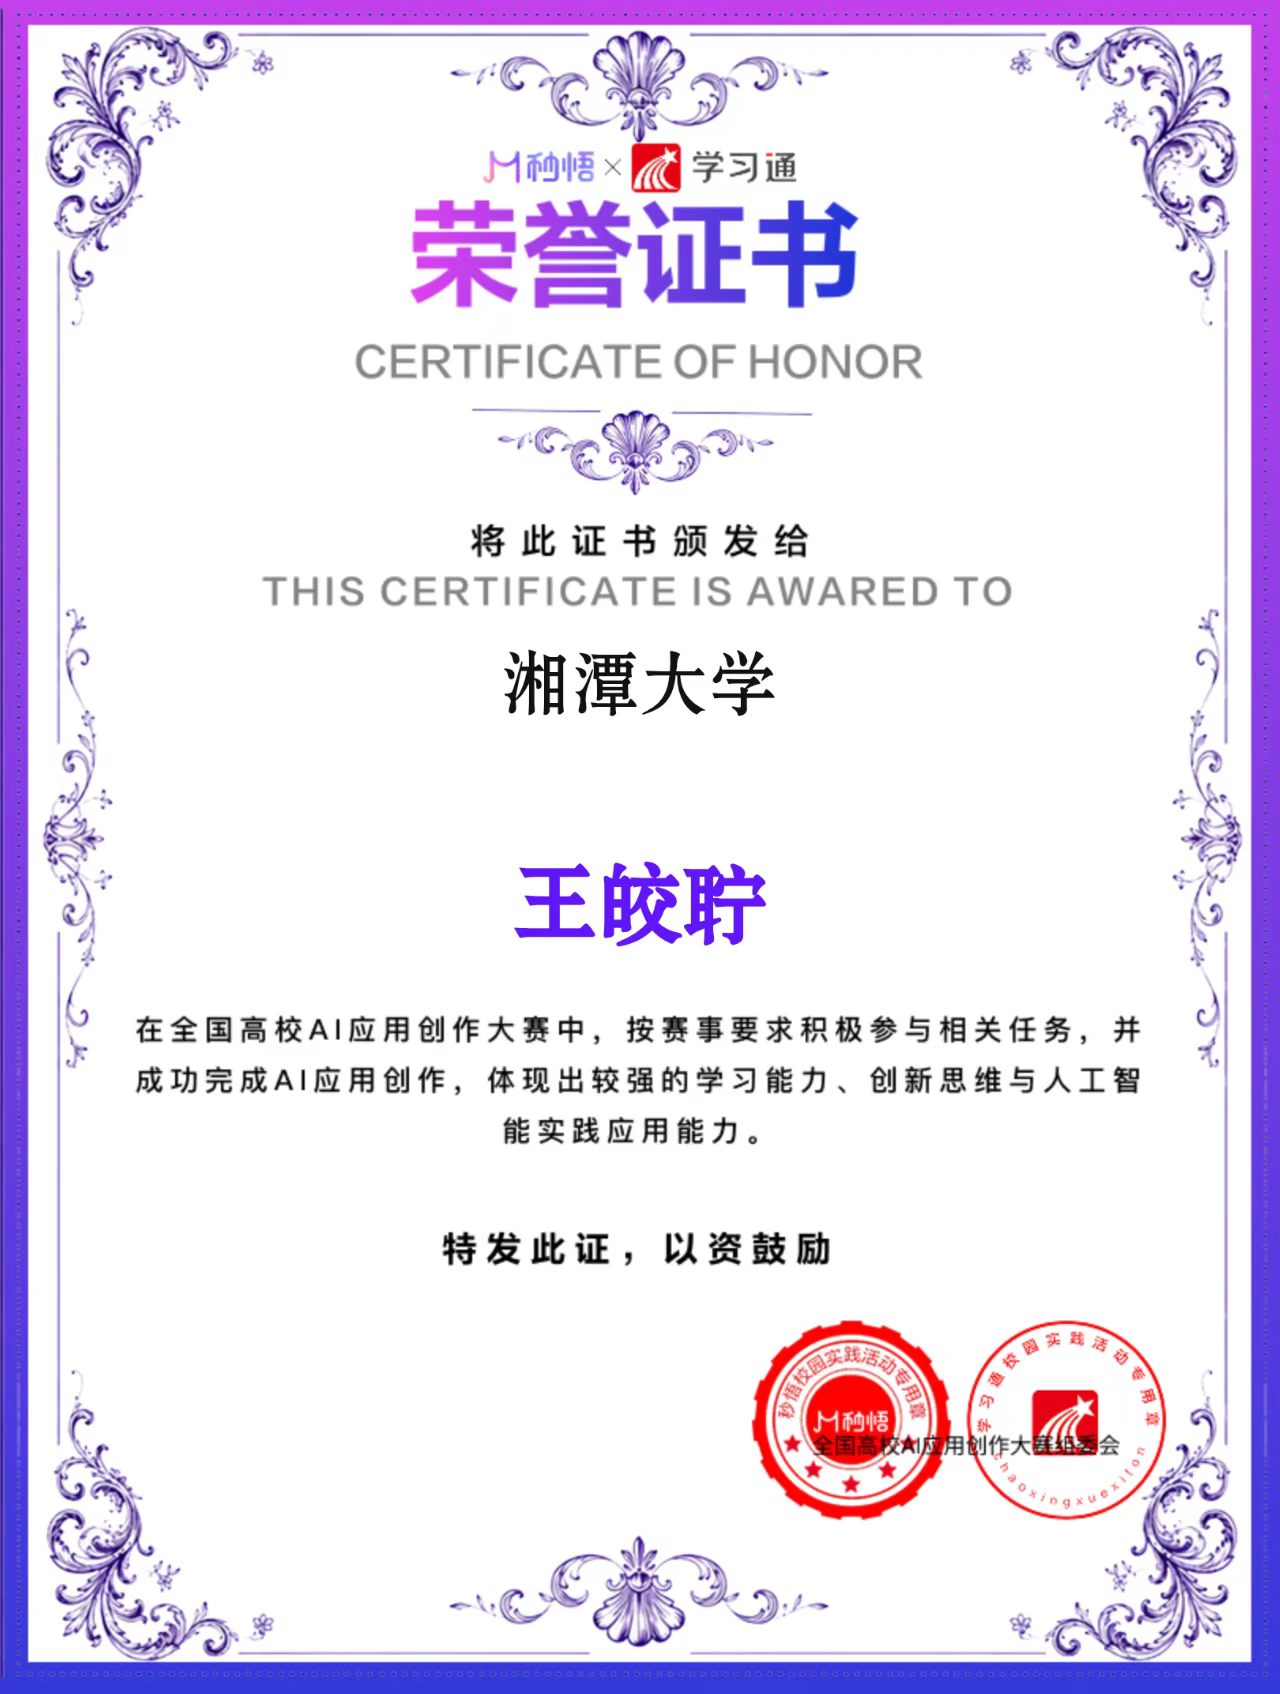 秒悟×学习通
荣誉证书
CERTIFICATE OF HONOR
将此证书颁发给
THIS CERTIFICATE IS AWARED TO
湘潭大学
王皎聍
在全国高校AI应用创作大赛中，按赛事要求积极参与相关任务，并
成功完成AI应用创作，体现出较强的学习能力、创新思维与人工智
能实践应用能力。
特发此证，以资鼓励
秒悟校园实践活动专用章
秒悟
学习通校园实践活动专用章
全国高校AI应用创作大赛组委会
chaoxingxuexiton